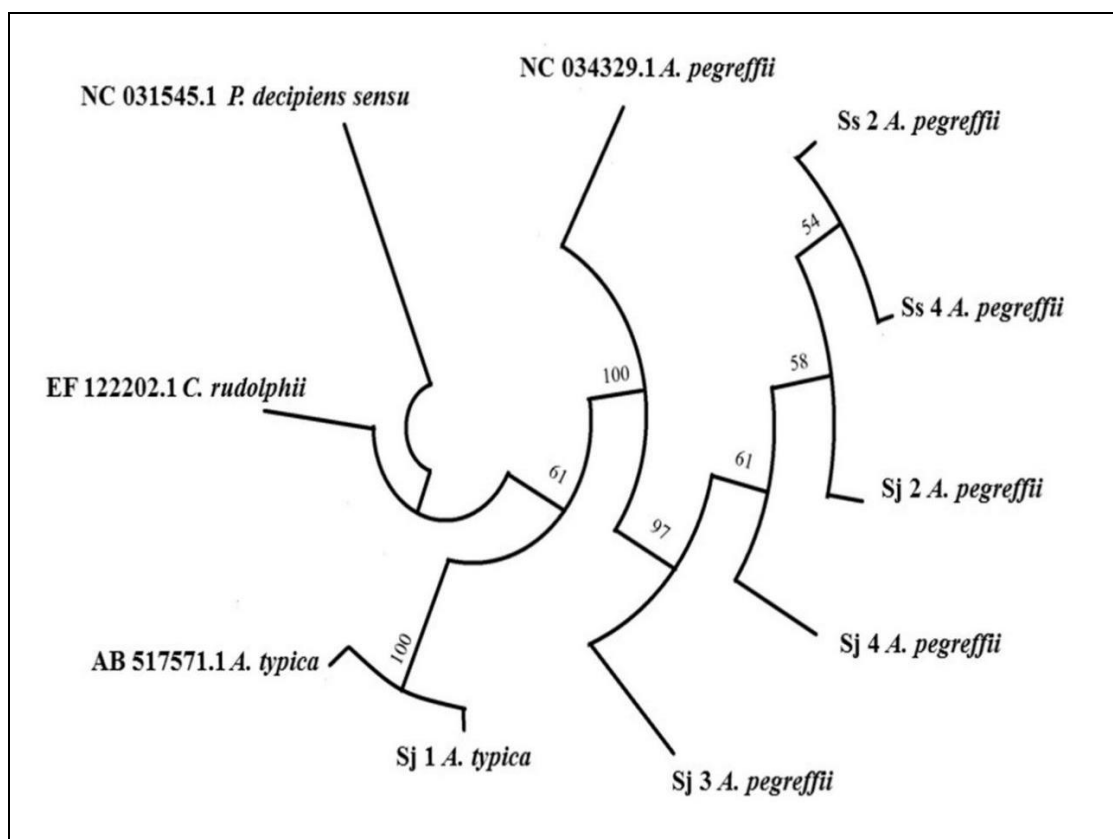 NC 034329.1 A. pegreffii
NC 031545.1 P. decipiens sensu
Ss 2 A. pegreffii
54
Ss 4 A. pegreffii
58
100
EF 122202.1 C. rudolphii
61
61
Sj 2 A. pegreffii
97
Sj 4 A. pegreffii
100
AB 517571.1 A. typica
Sj 1 A. typica
Sj 3 A. pegreffii